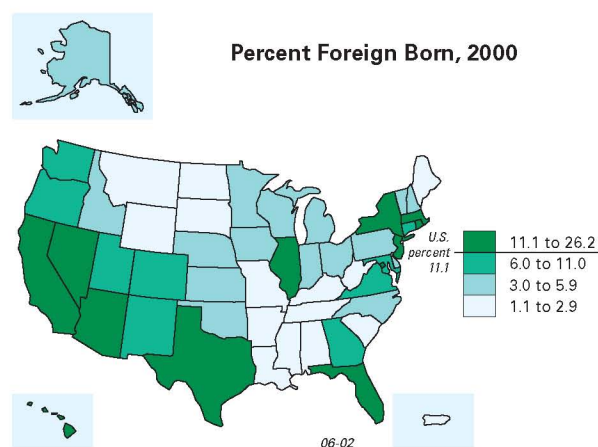 Percent Foreign Born, 2000
U.S.
percent
11.1
11.1 to 26.2
6.0 to 11.0
3.0 to 5.9
1.1 to 2.9
06-02